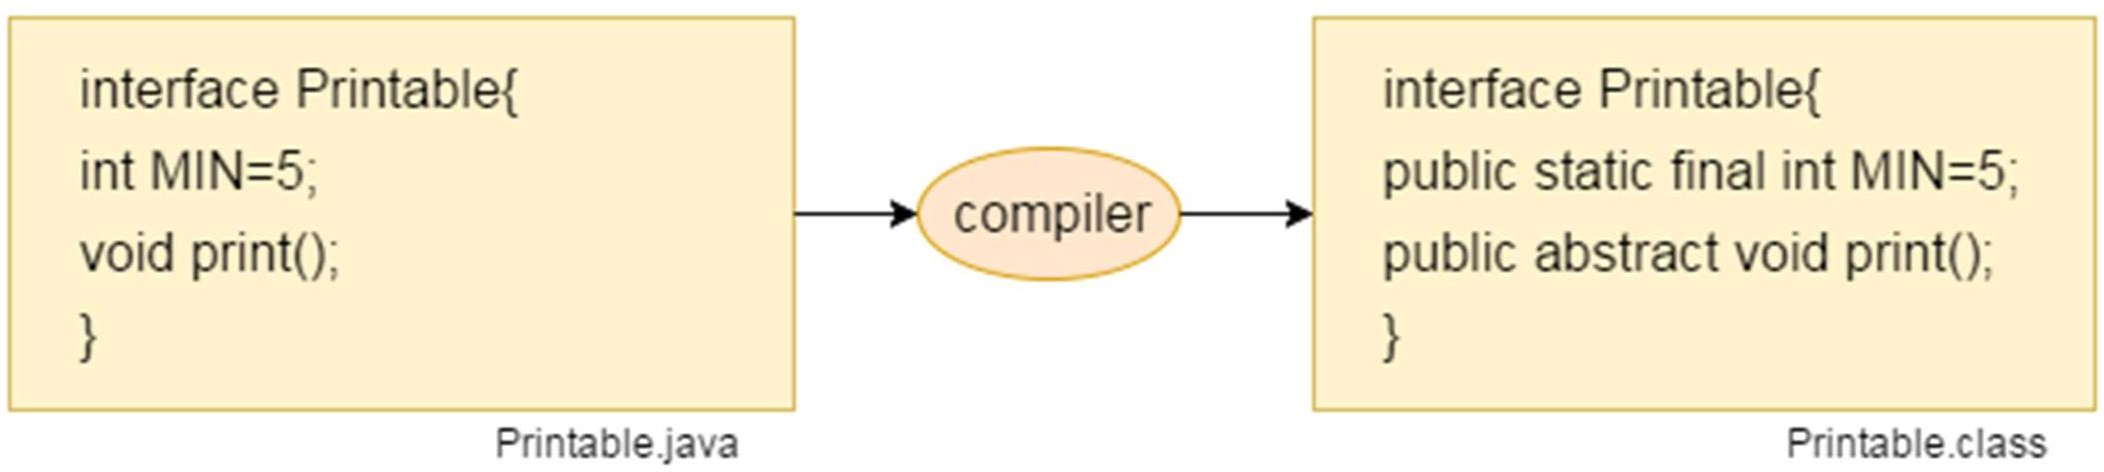 interface Printable{
int MIN=5;
void print();
}
Printable.java
compiler
interface Printable{
public static final int MIN=5;
public abstract void print();
}
Printable.class